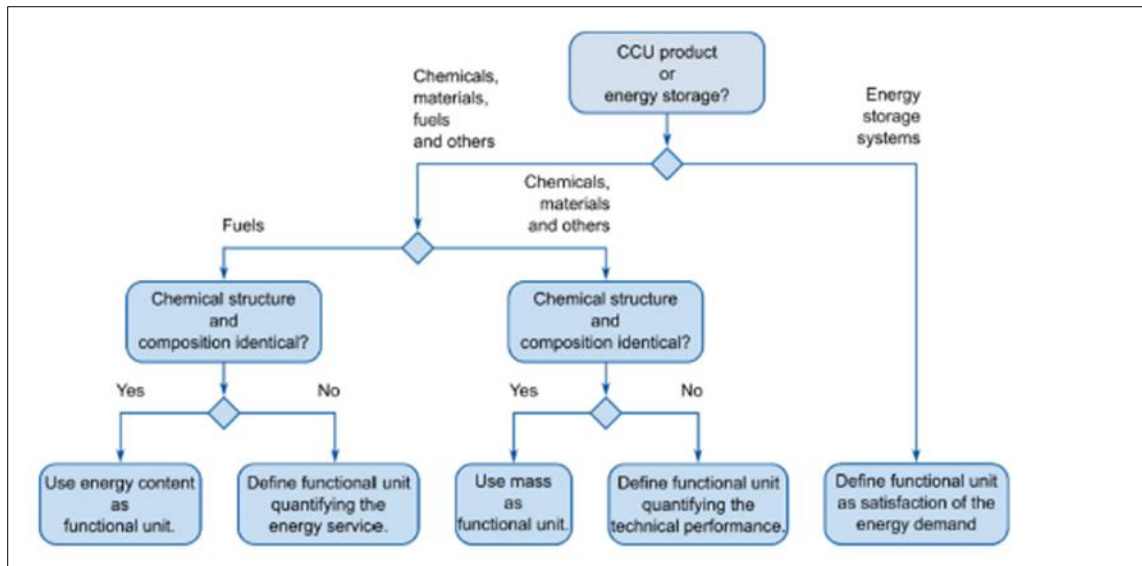 CCU product
or
energy storage?
Chemicals,
materials,
fuels
and others
Energy
storage
systems
Chemicals,
materials
and others
Fuels
Chemical structure
and
composition identical?
Chemical structure
and
composition identical?
Yes
No
Yes
No
Use energy content
as
functional unit.
Define functional unit
quantifying the
energy service.
Use mass
as
functional unit.
Define functional unit
quantifying the
technical performance.
Define functional unit
as satisfaction of the
energy demand